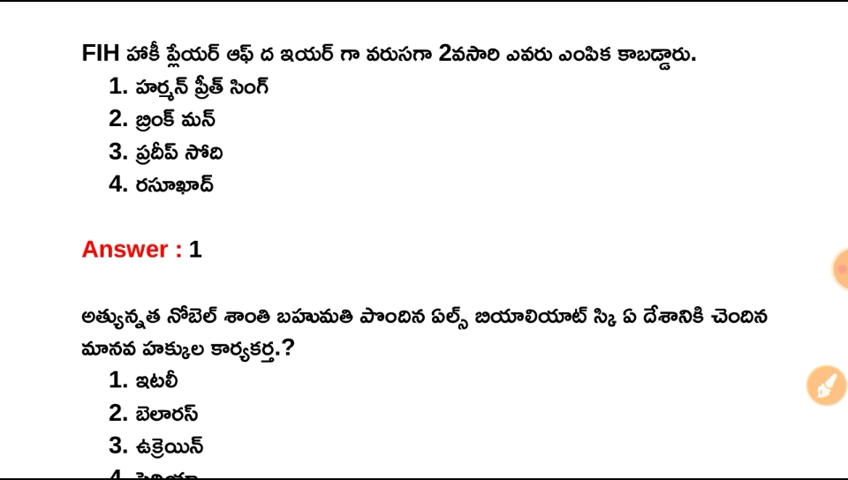 FIH హాకీ ప్లేయర్ ఆఫ్ ద ఇయర్ గా వరుసగా 2వసారి ఎవరు ఎంపిక కాబడ్డారు.
1. హర్మన్ ప్రీత్ సింగ్
2. బ్రింక్ మన్
3. ప్రదీప్ సోది
4. రసూఖాద్
Answer : 1
అత్యున్నత నోబెల్ శాంతి బహుమతి పొందిన ఏల్స్ బియాలియాట్ స్కి ఏ దేశానికి చెందిన
మానవ హక్కుల కార్యకర్త.?
1. ఇటలీ
2. బెలారస్
3. ఉక్రెయిన్
4.